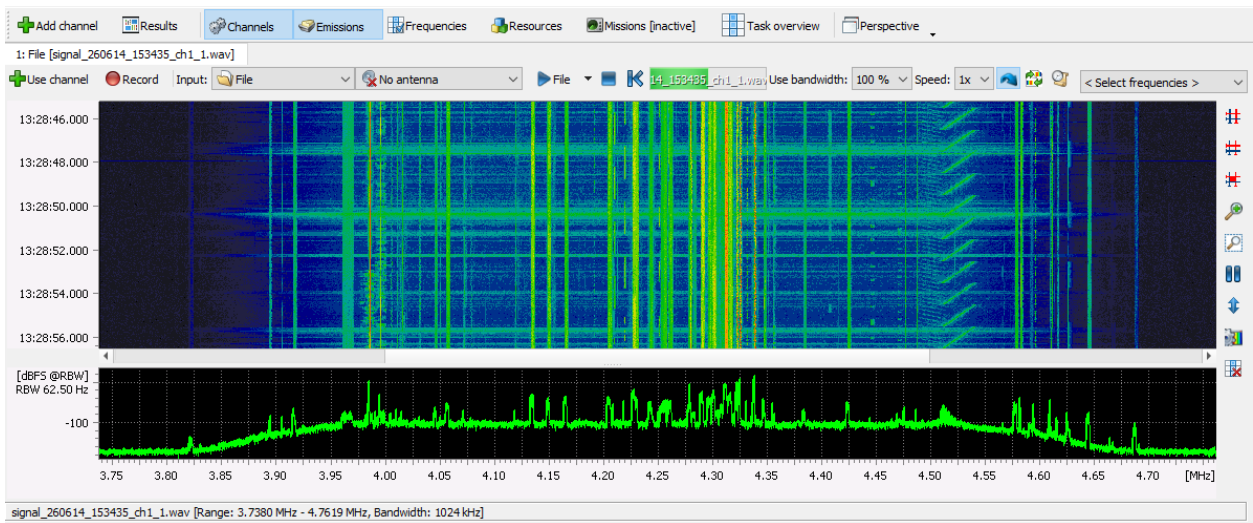 Add channel Results Channels Emissions Frequencies Resources Missions [inactive] Task overview Perspective
1: File [signal_260614_153435_ch1_1.wav]
Use channel Record Input: File No antenna File 14_153435_ch1_1.wav Use bandwidth: 100 % Speed: 1x < Select frequencies >
13:28:46.000
13:28:48.000
13:28:50.000
13:28:52.000
13:28:54.000
13:28:56.000
[dBFS @RBW]
RBW 62.50 Hz
-100
3.75 3.80 3.85 3.90 3.95 4.00 4.05 4.10 4.15 4.20 4.25 4.30 4.35 4.40 4.45 4.50 4.55 4.60 4.65 4.70 [MHz]
signal_260614_153435_ch1_1.wav [Range: 3.7380 MHz - 4.7619 MHz, Bandwidth: 1024 kHz]